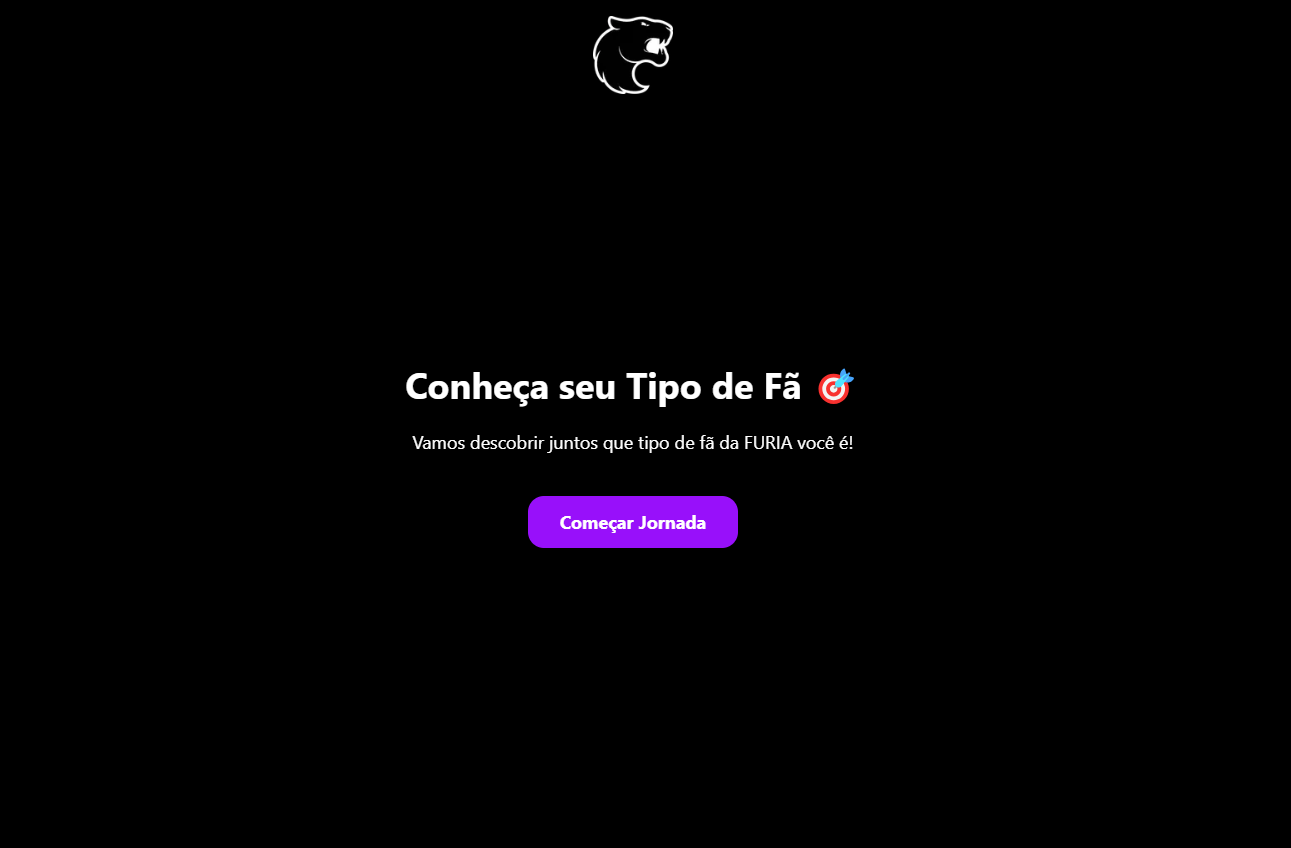 Conheça seu Tipo de Fã 🎯
Vamos descobrir juntos que tipo de fã da FURIA você é!
Começar Jornada